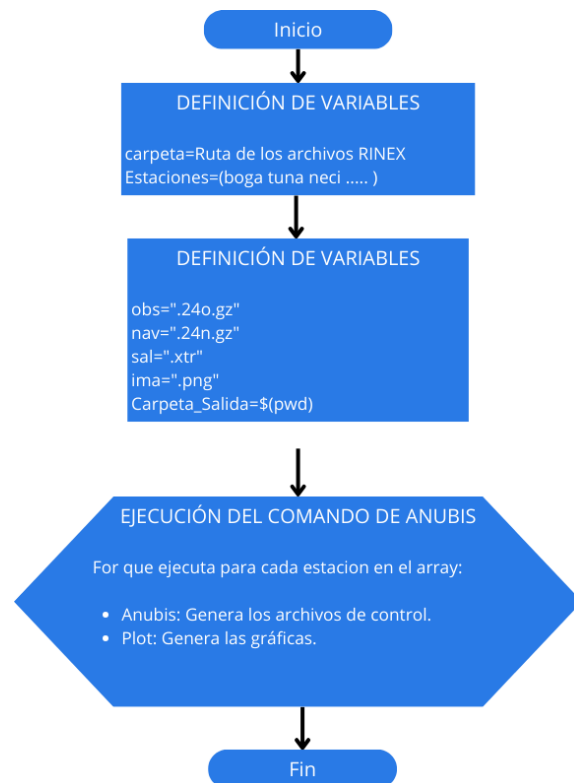 Inicio
DEFINICIÓN DE VARIABLES
carpeta=Ruta de los archivos RINEX
Estaciones=(boga tuna neci ..... )
DEFINICIÓN DE VARIABLES
obs=".24o.gz"
nav=".24n.gz"
sal=".xtr"
ima=".png"
Carpeta_Salida=$(pwd)
EJECUCIÓN DEL COMANDO DE ANUBIS
For que ejecuta para cada estacion en el array:
• Anubis: Genera los archivos de control.
• Plot: Genera las gráficas.
Fin